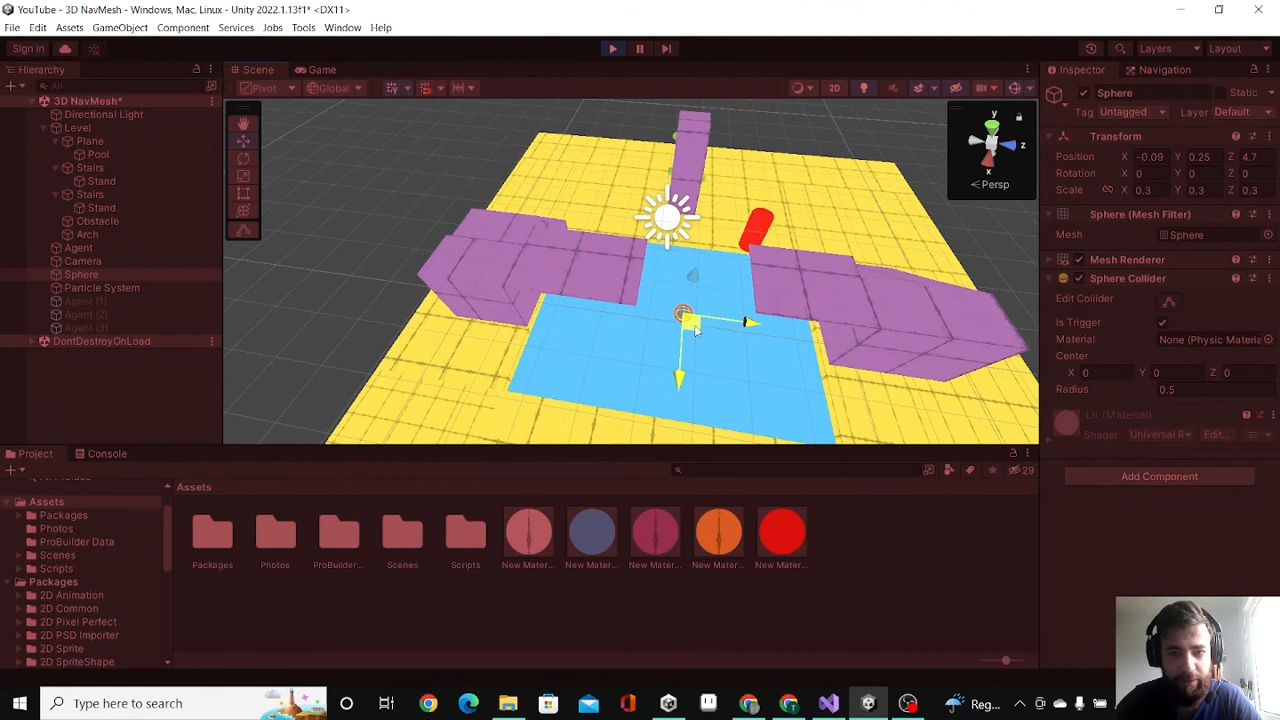 YouTube - 3D NavMesh - Windows, Mac, Linux - Unity 2022.1.13f1* <DX11>
File Edit Assets GameObject Component Services Jobs Tools Window Help
Sign in
Layers Layout
Hierarchy
Scene Game
Inspector Navigation
All
Pivot Global 2D
Sphere Static
Tag Untagged Layer Default
3D NavMesh*
Directional Light
Level
Plane
Pool
Stairs
Stand
Stairs
Stand
Obstacle
Arch
Agent
Camera
Sphere
Particle System
Agent (1)
Agent (2)
Agent (3)
DontDestroyOnLoad
y
z
x
Persp
Transform
Position X -0.09 Y 0.25 Z 4.7
Rotation X 0 Y 0 Z 0
Scale X 0.3 Y 0.3 Z 0.3
Sphere (Mesh Filter)
Mesh Sphere
Mesh Renderer
Sphere Collider
Edit Collider
Is Trigger
Material None (Physic Materia
Center
X 0 Y 0 Z 0
Radius 0.5
Lit (Material)
Shader Universal R Edit...
Add Component
Project Console
29
Assets
Packages
Photos
ProBuilder Data
Scenes
Scripts
Packages
2D Animation
2D Common
2D Pixel Perfect
2D PSD Importer
2D Sprite
2D SpriteShape
Assets
Packages Photos ProBuilder... Scenes Scripts New Mater... New Mater... New Mater... New Mater... New Mater...
Type here to search
Reg...